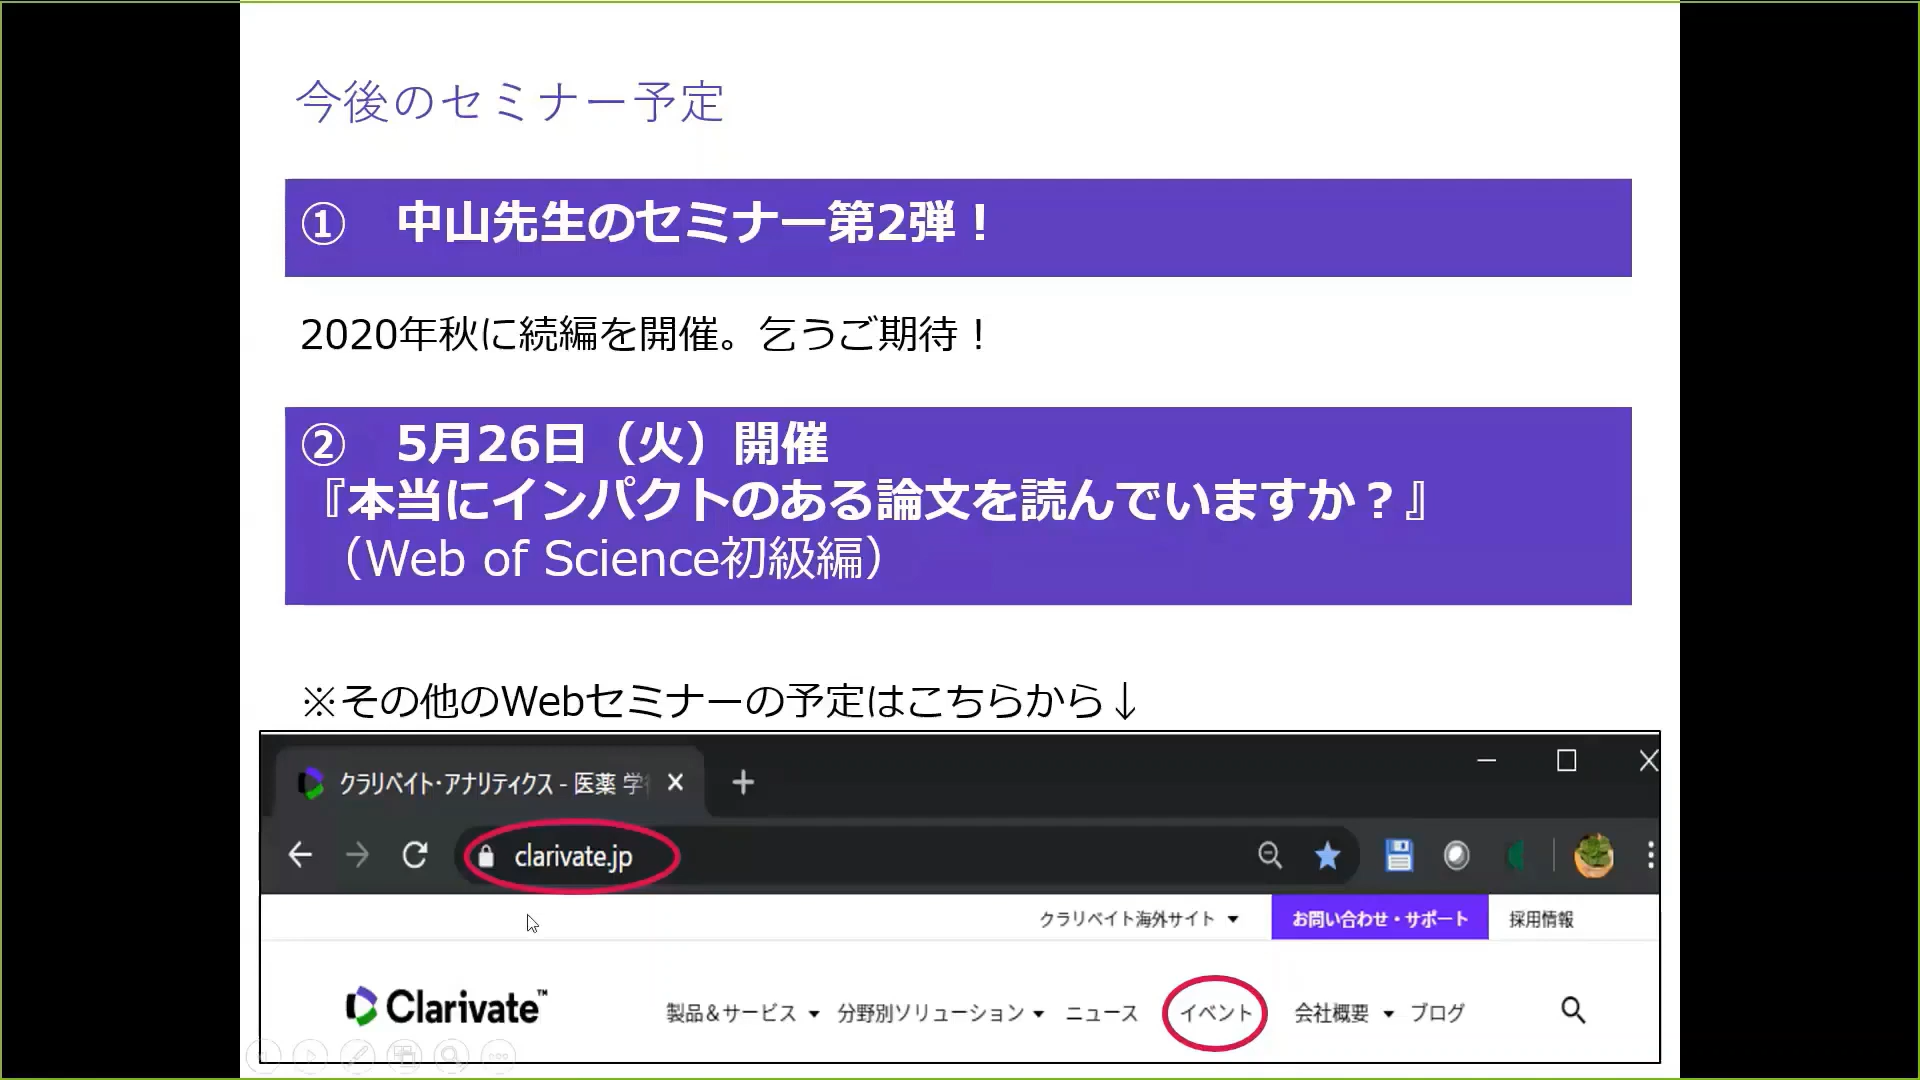 今後のセミナー予定
① 中山先生のセミナー第2弾！
2020年秋に続編を開催。乞うご期待！
② 5月26日（火）開催
『本当にインパクトのある論文を読んでいますか？』
（Web of Science初級編）
※その他のWebセミナーの予定はこちらから↓
クラリベイト・アナリティクス - 医薬 学
clarivate.jp
クラリベイト海外サイト お問い合わせ・サポート 採用情報
Clarivate™ 製品＆サービス 分野別ソリューション ニュース イベント 会社概要 ブログ